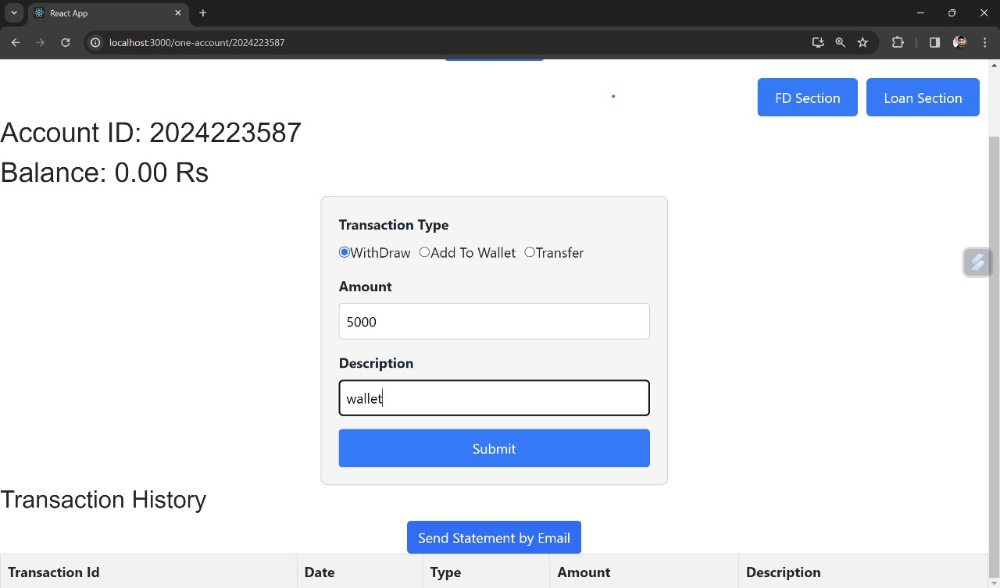 React App
localhost:3000/one-account/2024223587
FD Section
Loan Section
Account ID: 2024223587
Balance: 0.00 Rs
Transaction Type
WithDraw Add To Wallet Transfer
Amount
5000
Description
wallet
Submit
Transaction History
Send Statement by Email
Transaction Id Date Type Amount Description